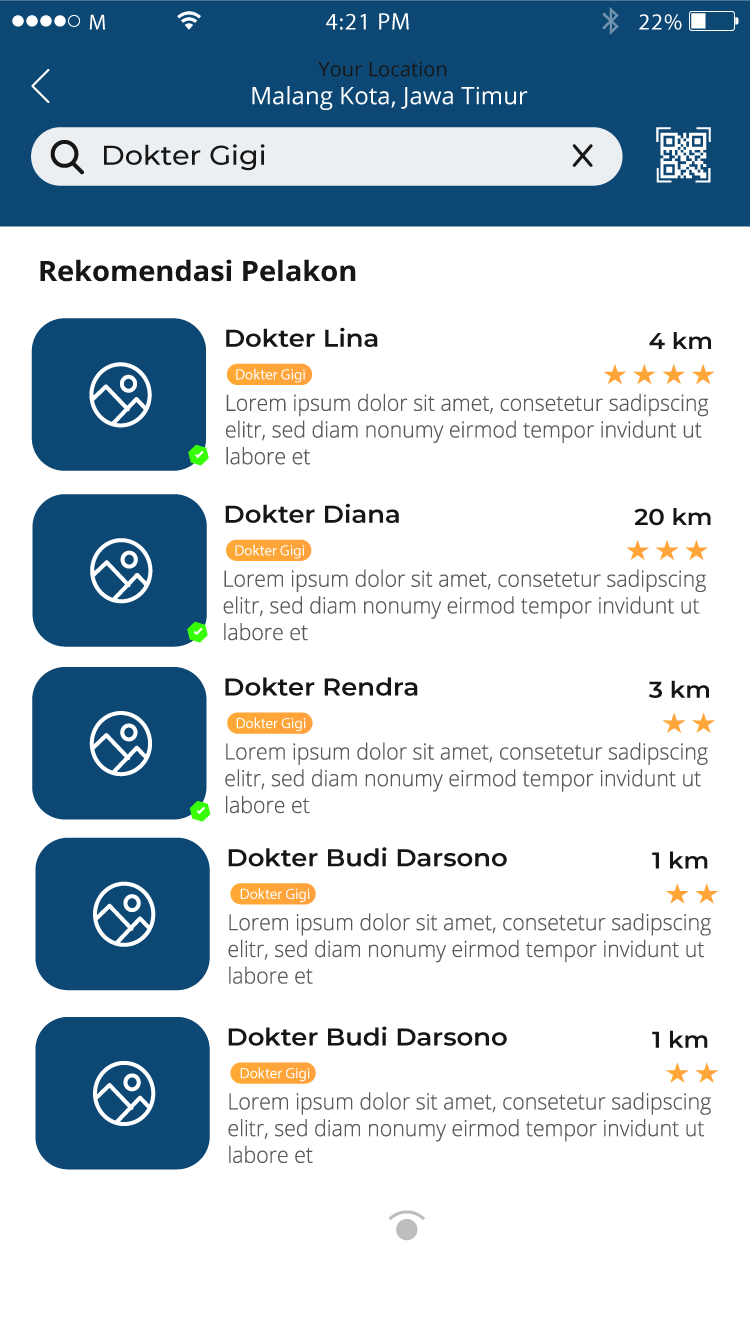 M 4:21 PM 22%
Your Location
Malang Kota, Jawa Timur
Dokter Gigi
Rekomendasi Pelakon
Dokter Lina 4 km
Dokter Gigi
Lorem ipsum dolor sit amet, consetetur sadipscing
elitr, sed diam nonumy eirmod tempor invidunt ut
labore et
Dokter Diana 20 km
Dokter Gigi
Lorem ipsum dolor sit amet, consetetur sadipscing
elitr, sed diam nonumy eirmod tempor invidunt ut
labore et
Dokter Rendra 3 km
Dokter Gigi
Lorem ipsum dolor sit amet, consetetur sadipscing
elitr, sed diam nonumy eirmod tempor invidunt ut
labore et
Dokter Budi Darsono 1 km
Dokter Gigi
Lorem ipsum dolor sit amet, consetetur sadipscing
elitr, sed diam nonumy eirmod tempor invidunt ut
labore et
Dokter Budi Darsono 1 km
Dokter Gigi
Lorem ipsum dolor sit amet, consetetur sadipscing
elitr, sed diam nonumy eirmod tempor invidunt ut
labore et